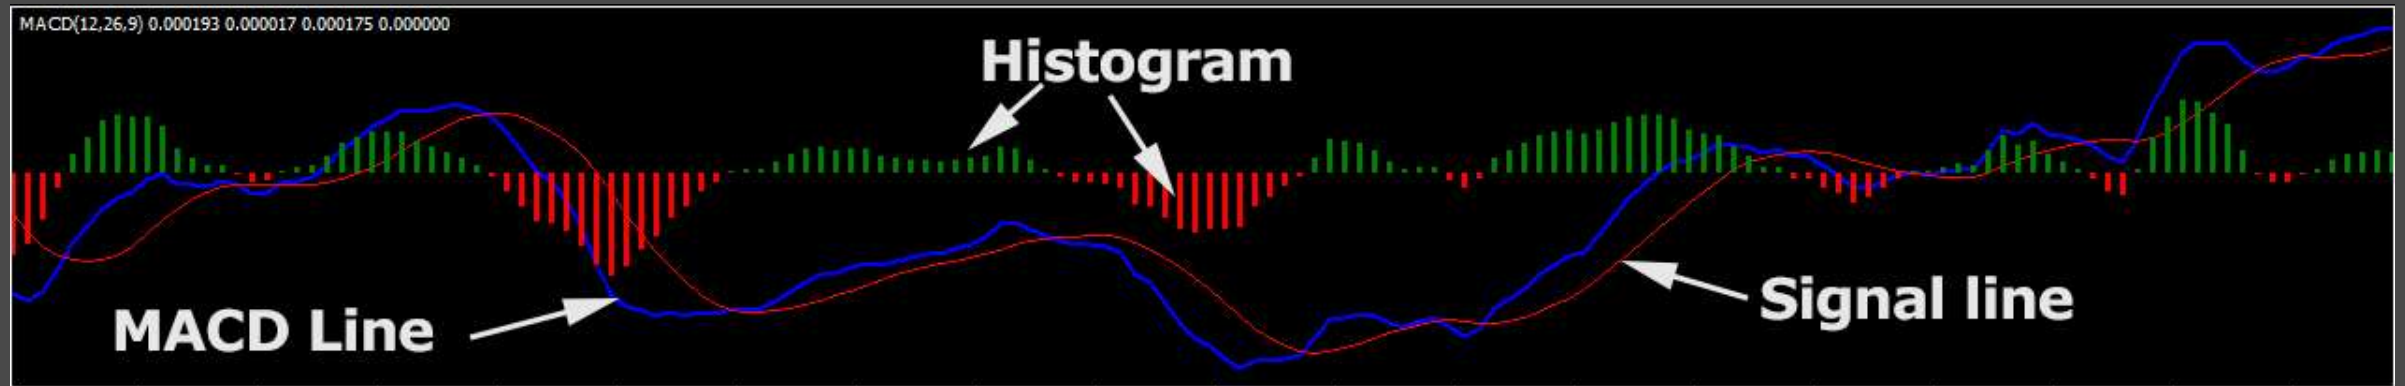 MACD(12,26,9) 0.000193 0.000017 0.000175 0.000000
Histogram
MACD Line
Signal line